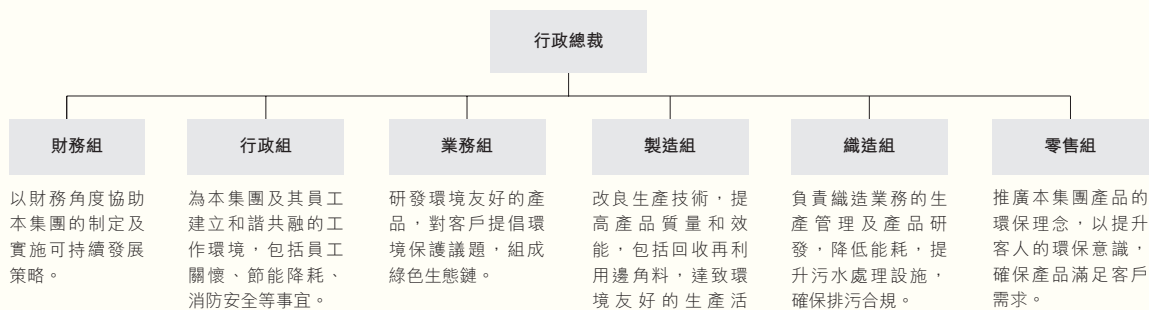 行政總裁
財務組
以財務角度協助
本集團的制定及
實施可持續發展
策略。
行政組
為本集團及其員工
建立和諧共融的工
作環境，包括員工
關懷、節能降耗、
消防安全等事宜。
業務組
研發環境友好的產
品，對客戶提倡環
境保護議題，組成
綠色生態鏈。
製造組
改良生產技術，提
高產品質量和效
能，包括回收再利
用邊角料，達致環
境友好的生產活
織造組
負責織造業務的生
產管理及產品研
發，降低能耗，提
升污水處理設施，
確保排污合規。
零售組
推廣本集團產品的
環保理念，以提升
客人的環保意識，
確保產品滿足客戶
需求。